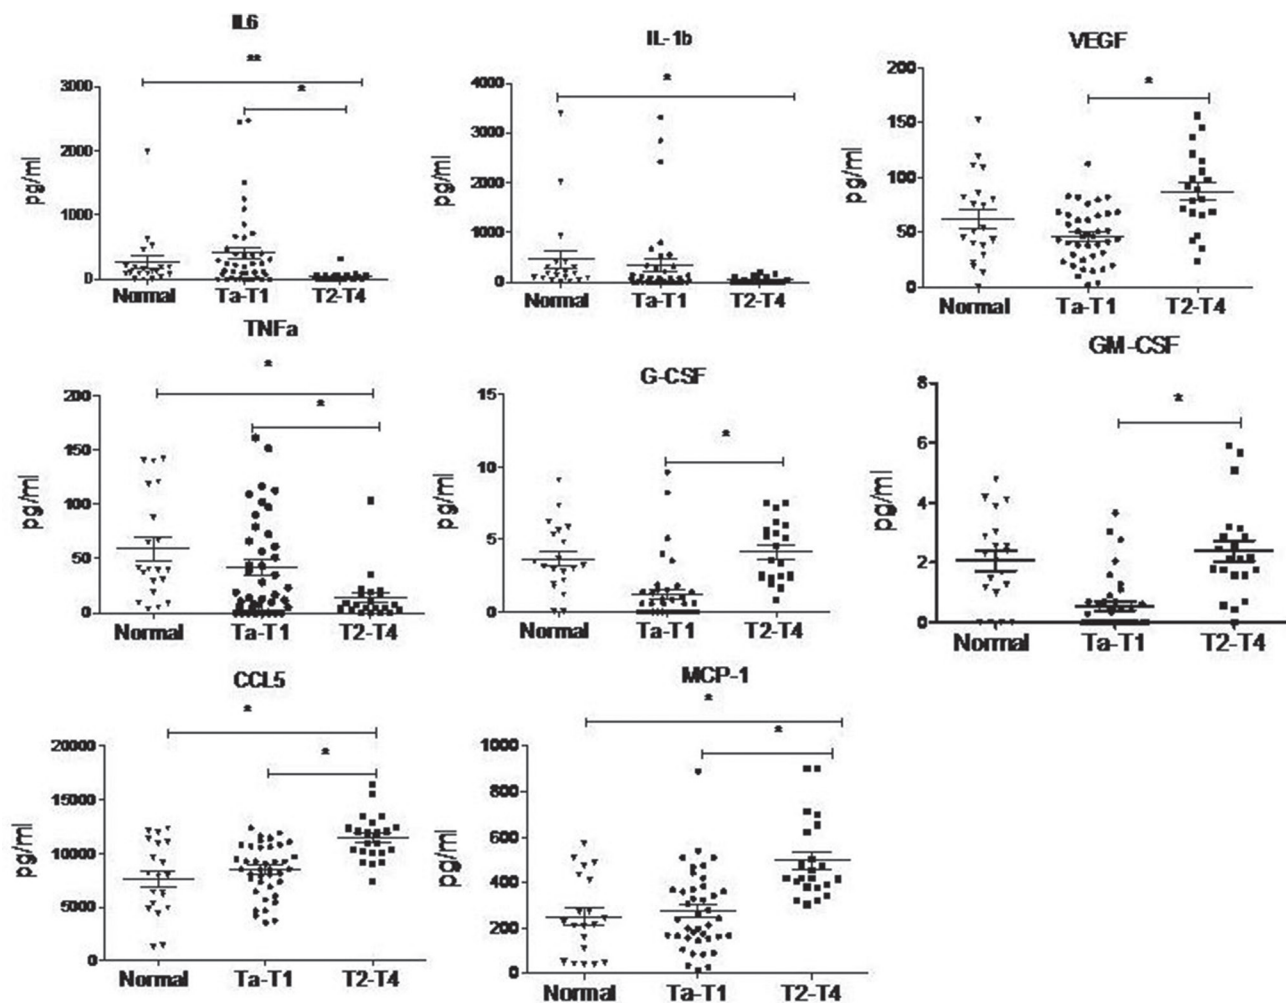 IL6
**
*
3000
2000
1000
0
pg/ml
Normal Ta-T1 T2-T4
IL-1b
*
4000
3000
2000
1000
0
pg/ml
Normal Ta-T1 T2-T4
VEGF
*
200
150
100
50
0
pg/ml
Normal Ta-T1 T2-T4
TNFa
*
*
200
150
100
50
0
pg/ml
Normal Ta-T1 T2-T4
G-CSF
*
15
10
5
0
pg/ml
Normal Ta-T1 T2-T4
GM-CSF
*
8
6
4
2
0
pg/ml
Normal Ta-T1 T2-T4
CCL5
*
*
20000
15000
10000
5000
0
pg/ml
Normal Ta-T1 T2-T4
MCP-1
*
*
1000
800
600
400
200
0
pg/ml
Normal Ta-T1 T2-T4